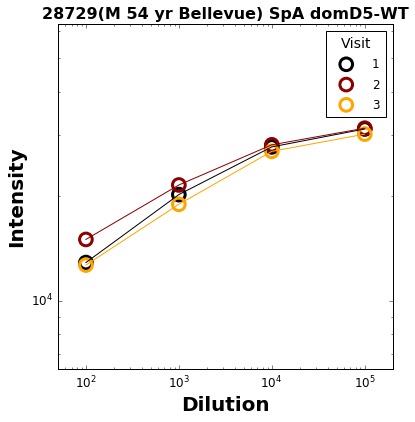 28729(M 54 yr Bellevue) SpA domD5-WT
Visit
1
2
3
Intensity
10^4
10^2 10^3 10^4 10^5
Dilution